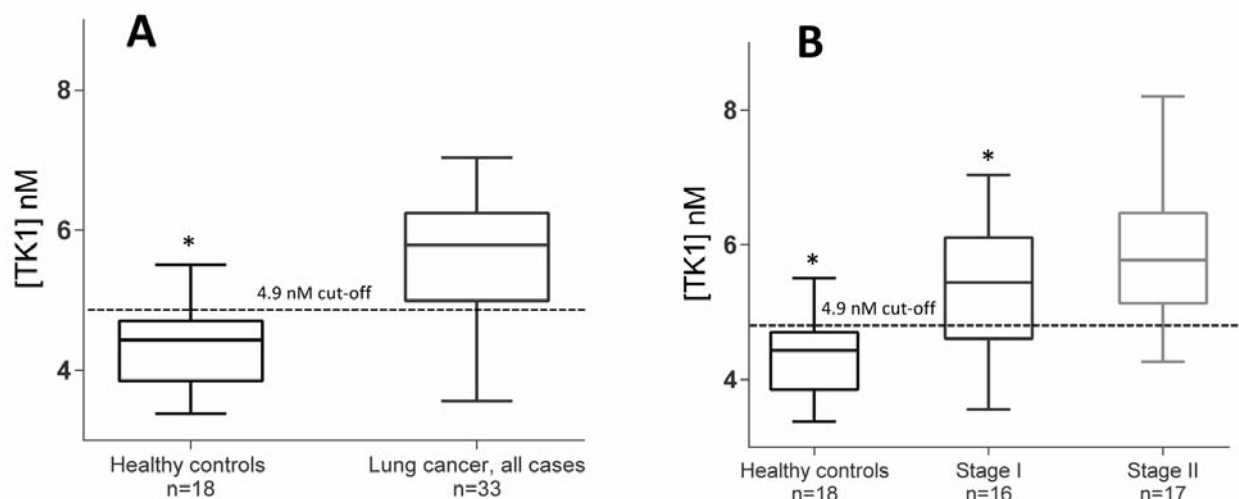 A
[TK1] nM
8
6
4
*
4.9 nM cut-off
Healthy controls
n=18
Lung cancer, all cases
n=33
B
[TK1] nM
8
6
4
*
*
4.9 nM cut-off
Healthy controls
n=18
Stage I
n=16
Stage II
n=17